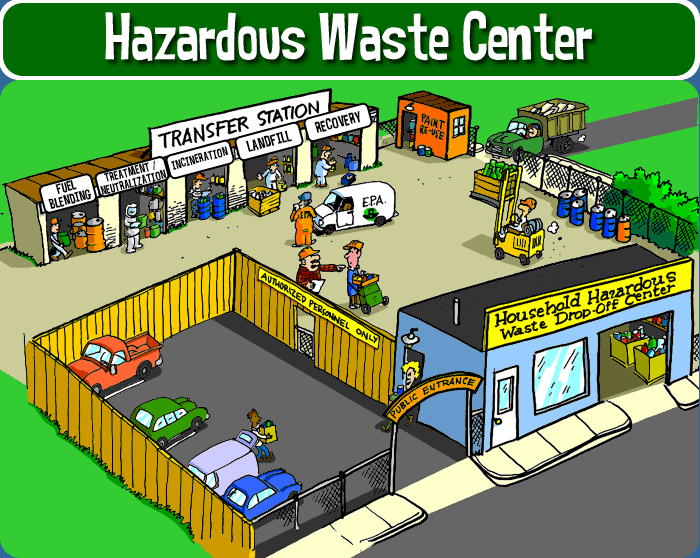 Hazardous Waste Center
TRANSFER STATION
FUEL
BLENDING
TREATMENT /
NEUTRALIZATION
INCINERATION
LANDFILL
RECOVERY
PAINT
RE-USE
E.P.A.
EPA
AUTHORIZED PERSONNEL ONLY
Household Hazardous
Waste Drop-Off Center
PUBLIC ENTRANCE